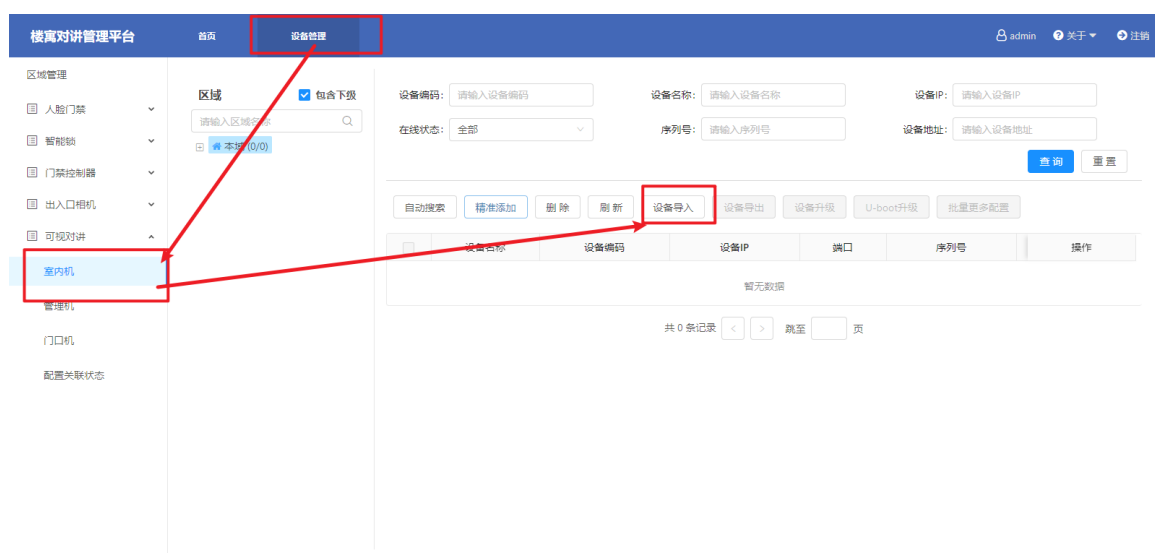 楼寓对讲管理平台 首页 设备管理 admin 关于 注销
区域管理
人脸门禁
智能锁
门禁控制器
出入口相机
可视对讲
室内机
管理机
门口机
配置关联状态
区域 包含下级
请输入区域名称
本域 (0/0)
设备编码: 请输入设备编码 设备名称: 请输入设备名称 设备IP: 请输入设备IP
在线状态: 全部 序列号: 请输入序列号 设备地址: 请输入设备地址
查询 重置
自动搜索 精准添加 删除 刷新 设备导入 设备导出 设备升级 U-boot升级 批量更多配置
设备名称 设备编码 设备IP 端口 序列号 操作
暂无数据
共 0 条记录 < > 跳至 页